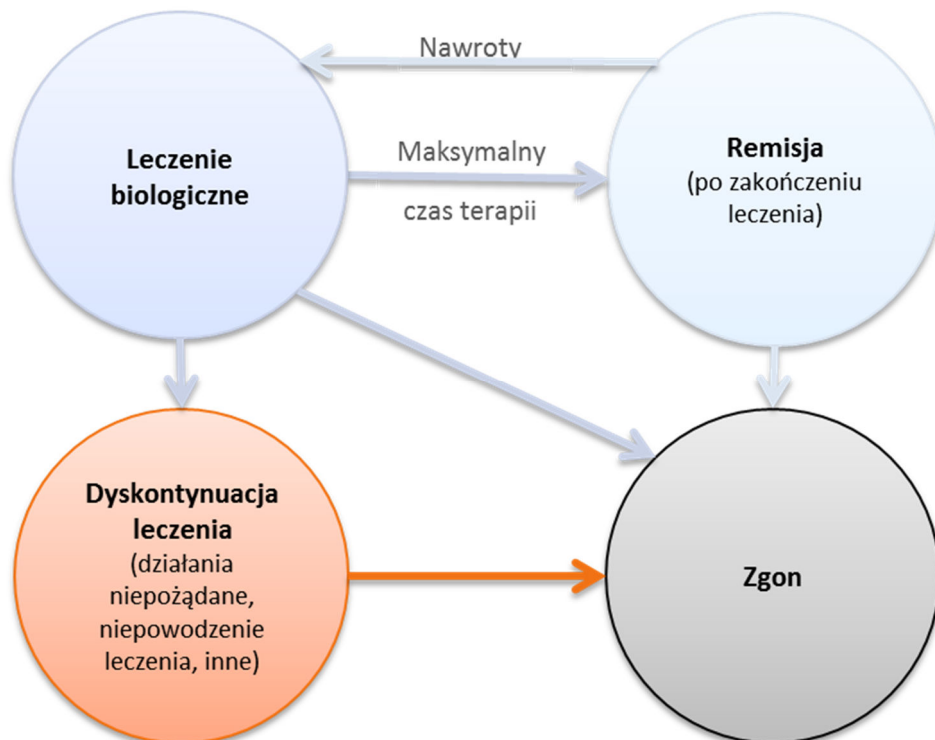 Nawroty
Leczenie
biologiczne
Maksymalny
czas terapii
Remisja
(po zakończeniu
leczenia)
Dyskontynuacja
leczenia
(działania
niepożądane,
niepowodzenie
leczenia, inne)
Zgon